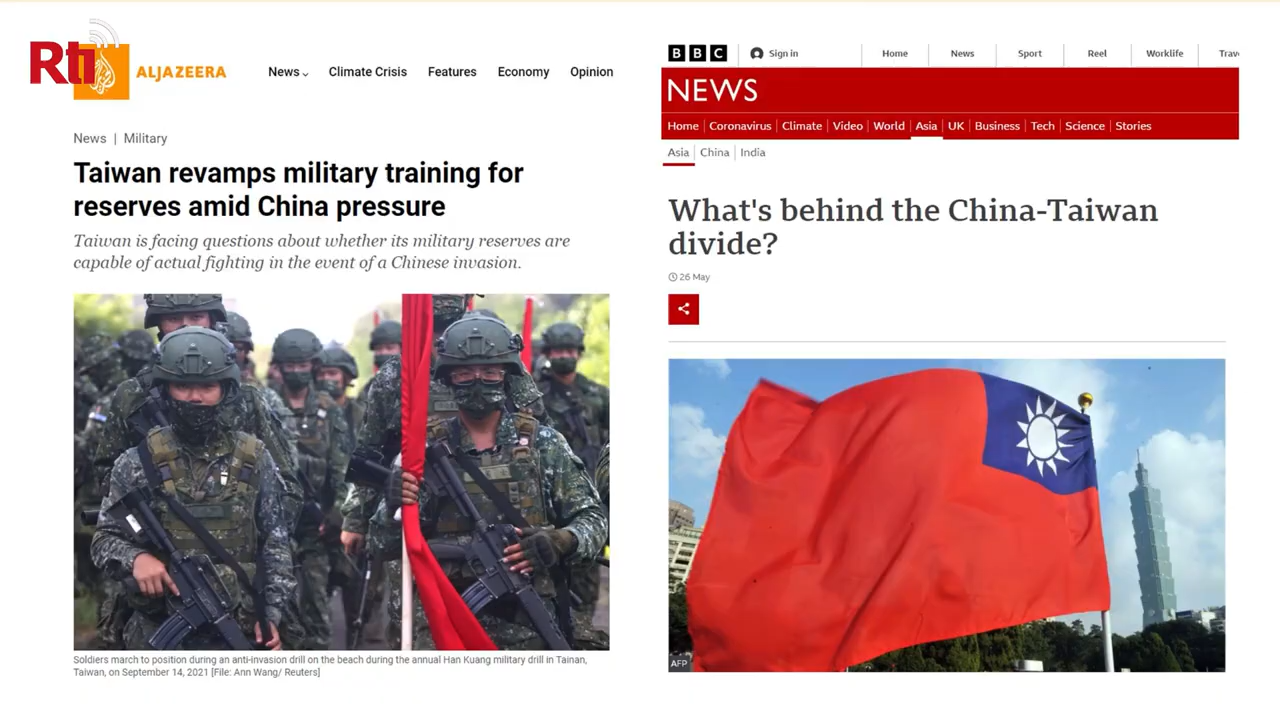 Rti
ALJAZEERA
News
Climate Crisis
Features
Economy
Opinion
News | Military
Taiwan revamps military training for
reserves amid China pressure
Taiwan is facing questions about whether its military reserves are
capable of actual fighting in the event of a Chinese invasion.
Soldiers march to position during an anti-invasion drill on the beach during the annual Han Kuang military drill in Tainan,
Taiwan, on September 14, 2021 [File: Ann Wang/ Reuters]
BBC
Sign in
Home
News
Sport
Reel
Worklife
Trav
NEWS
Home | Coronavirus | Climate | Video | World | Asia | UK | Business | Tech | Science | Stories
Asia | China | India
What's behind the China-Taiwan
divide?
26 May
AFP